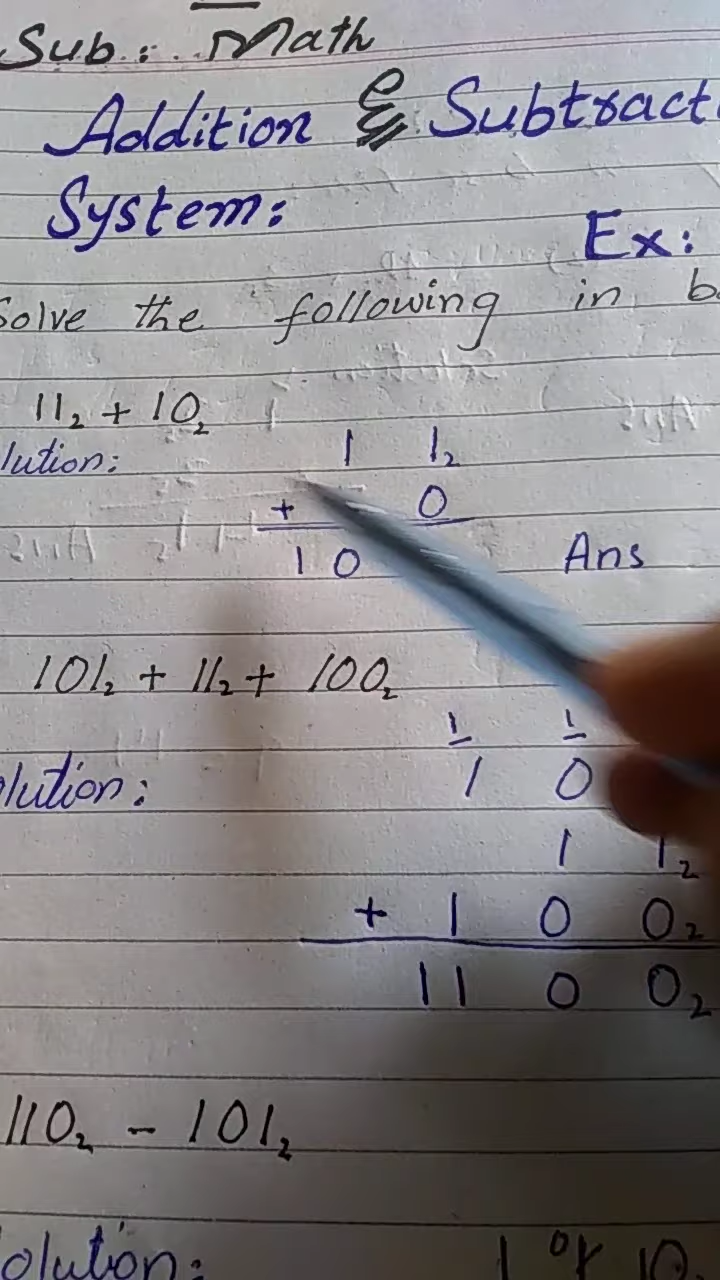 Sub: Math
Addition & Subtract
System:
Ex:
Solve the following in b
11₂ + 10₂
lution:
1 1₂
+ 0
1 0 Ans
101₂ + 11₂ + 100₂
1 1
lution:
1 0
1 1₂
+ 1 0 0₂
11 0 0₂
110₂ - 101₂
olution: